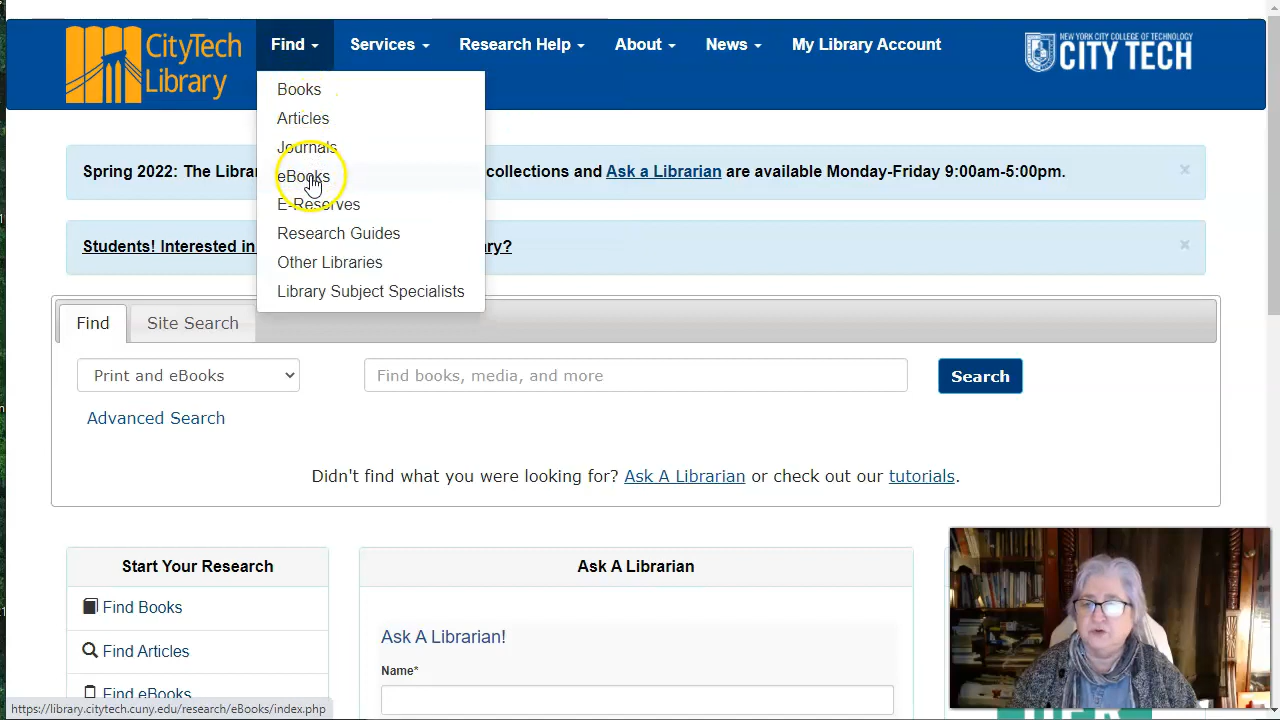 CityTech
Library
Find
Services
Research Help
About
News
My Library Account
NEW YORK CITY COLLEGE OF TECHNOLOGY
CITY TECH
Books
Articles
Journals
eBooks
E-Reserves
Research Guides
Other Libraries
Library Subject Specialists
Spring 2022: The Librar collections and Ask a Librarian are available Monday-Friday 9:00am-5:00pm.
×
Students! Interested in ry?
×
Find
Site Search
Print and eBooks
Find books, media, and more
Search
Advanced Search
Didn't find what you were looking for? Ask A Librarian or check out our tutorials.
Start Your Research
Find Books
Find Articles
Find eBooks
Ask A Librarian
Ask A Librarian!
Name*
https://library.citytech.cuny.edu/research/eBooks/index.php